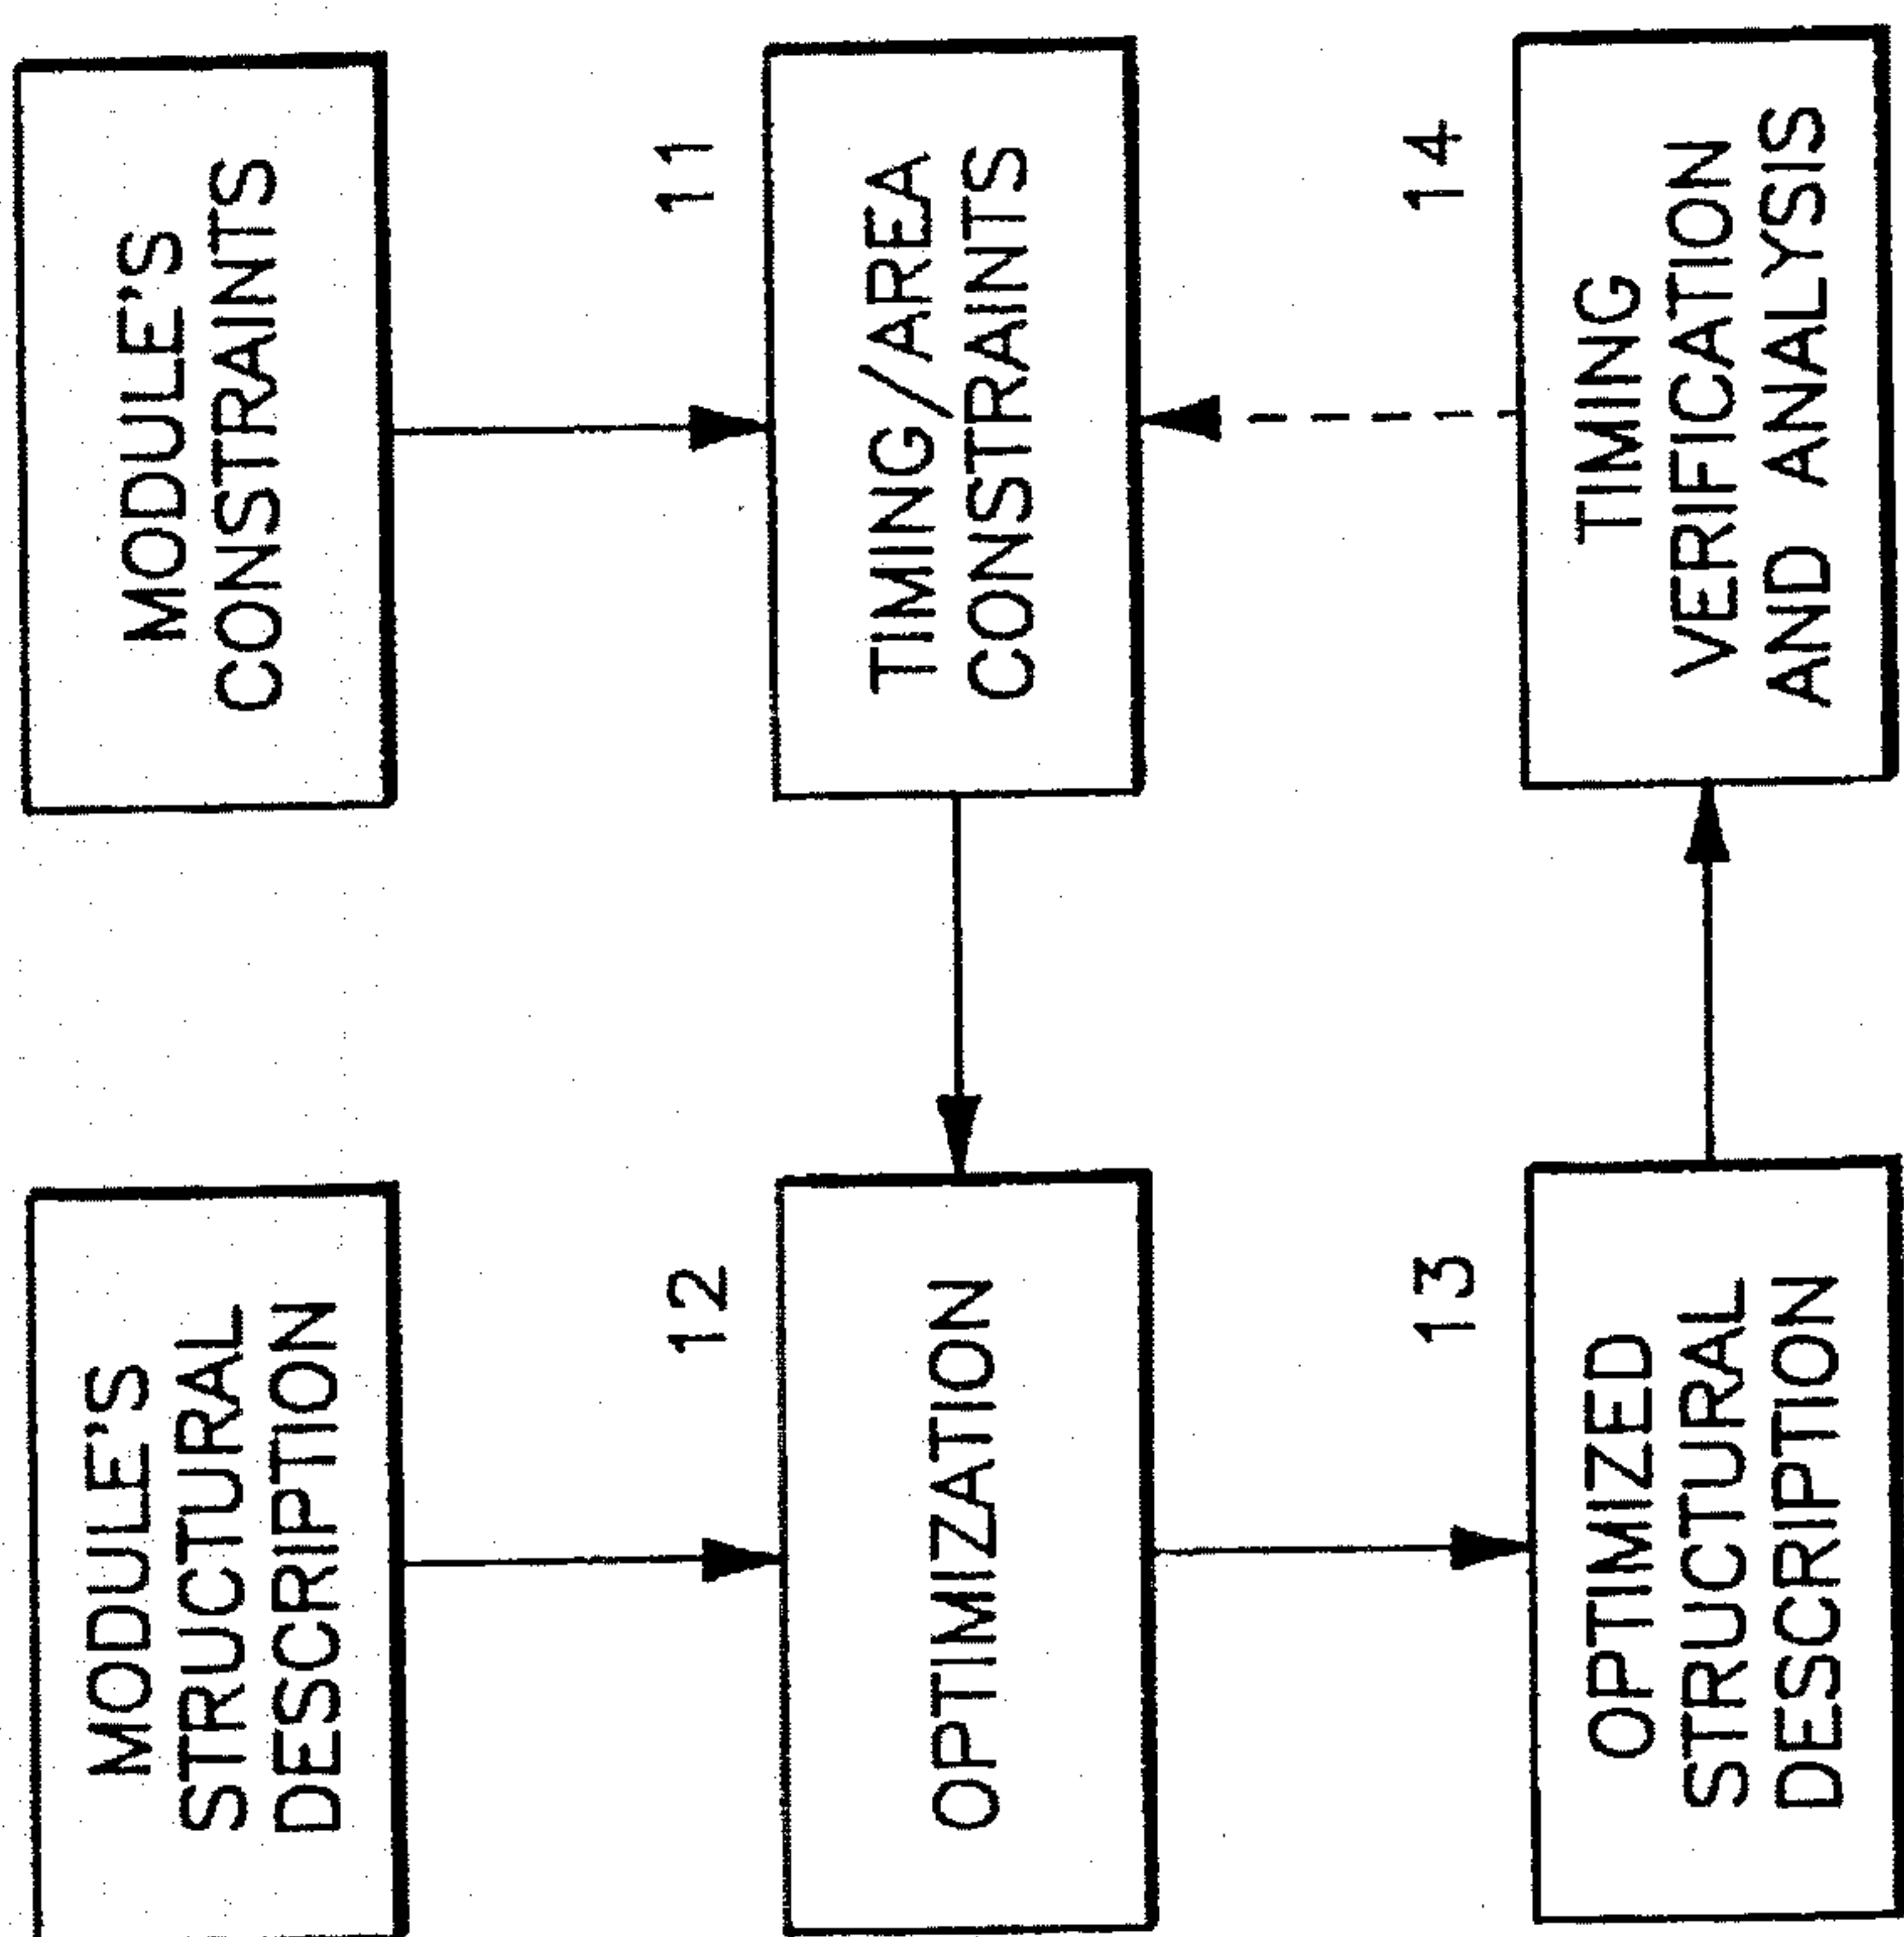 MODULE'S
STRUCTURAL
DESCRIPTION
MODULE'S
CONSTRAINTS
12
OPTIMIZATION
11
TIMING/AREA
CONSTRAINTS
13
OPTIMIZED
STRUCTURAL
DESCRIPTION
14
TIMING
VERIFICATION
AND ANALYSIS